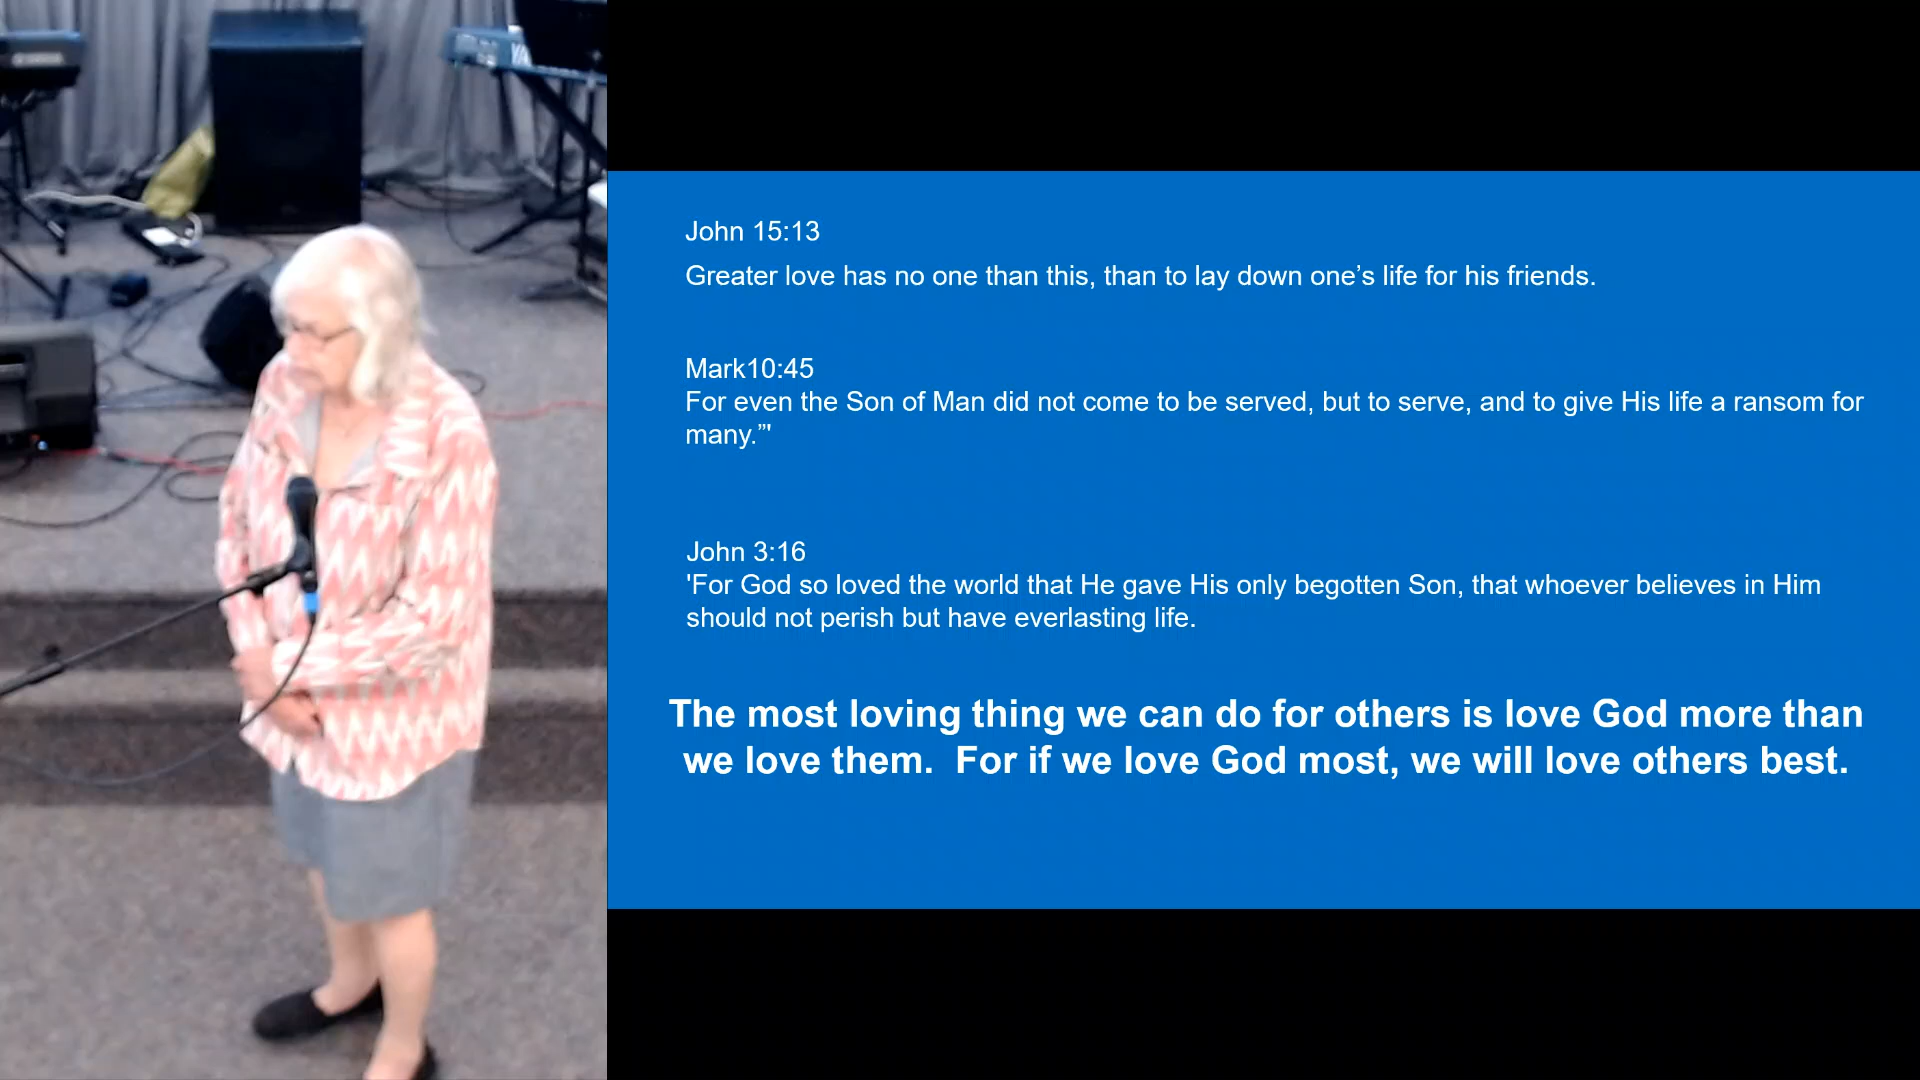 YA
John 15:13
Greater love has no one than this, than to lay down one’s life for his friends.
Mark10:45
For even the Son of Man did not come to be served, but to serve, and to give His life a ransom for
many.”'
John 3:16
'For God so loved the world that He gave His only begotten Son, that whoever believes in Him
should not perish but have everlasting life.
The most loving thing we can do for others is love God more than
we love them.  For if we love God most, we will love others best.